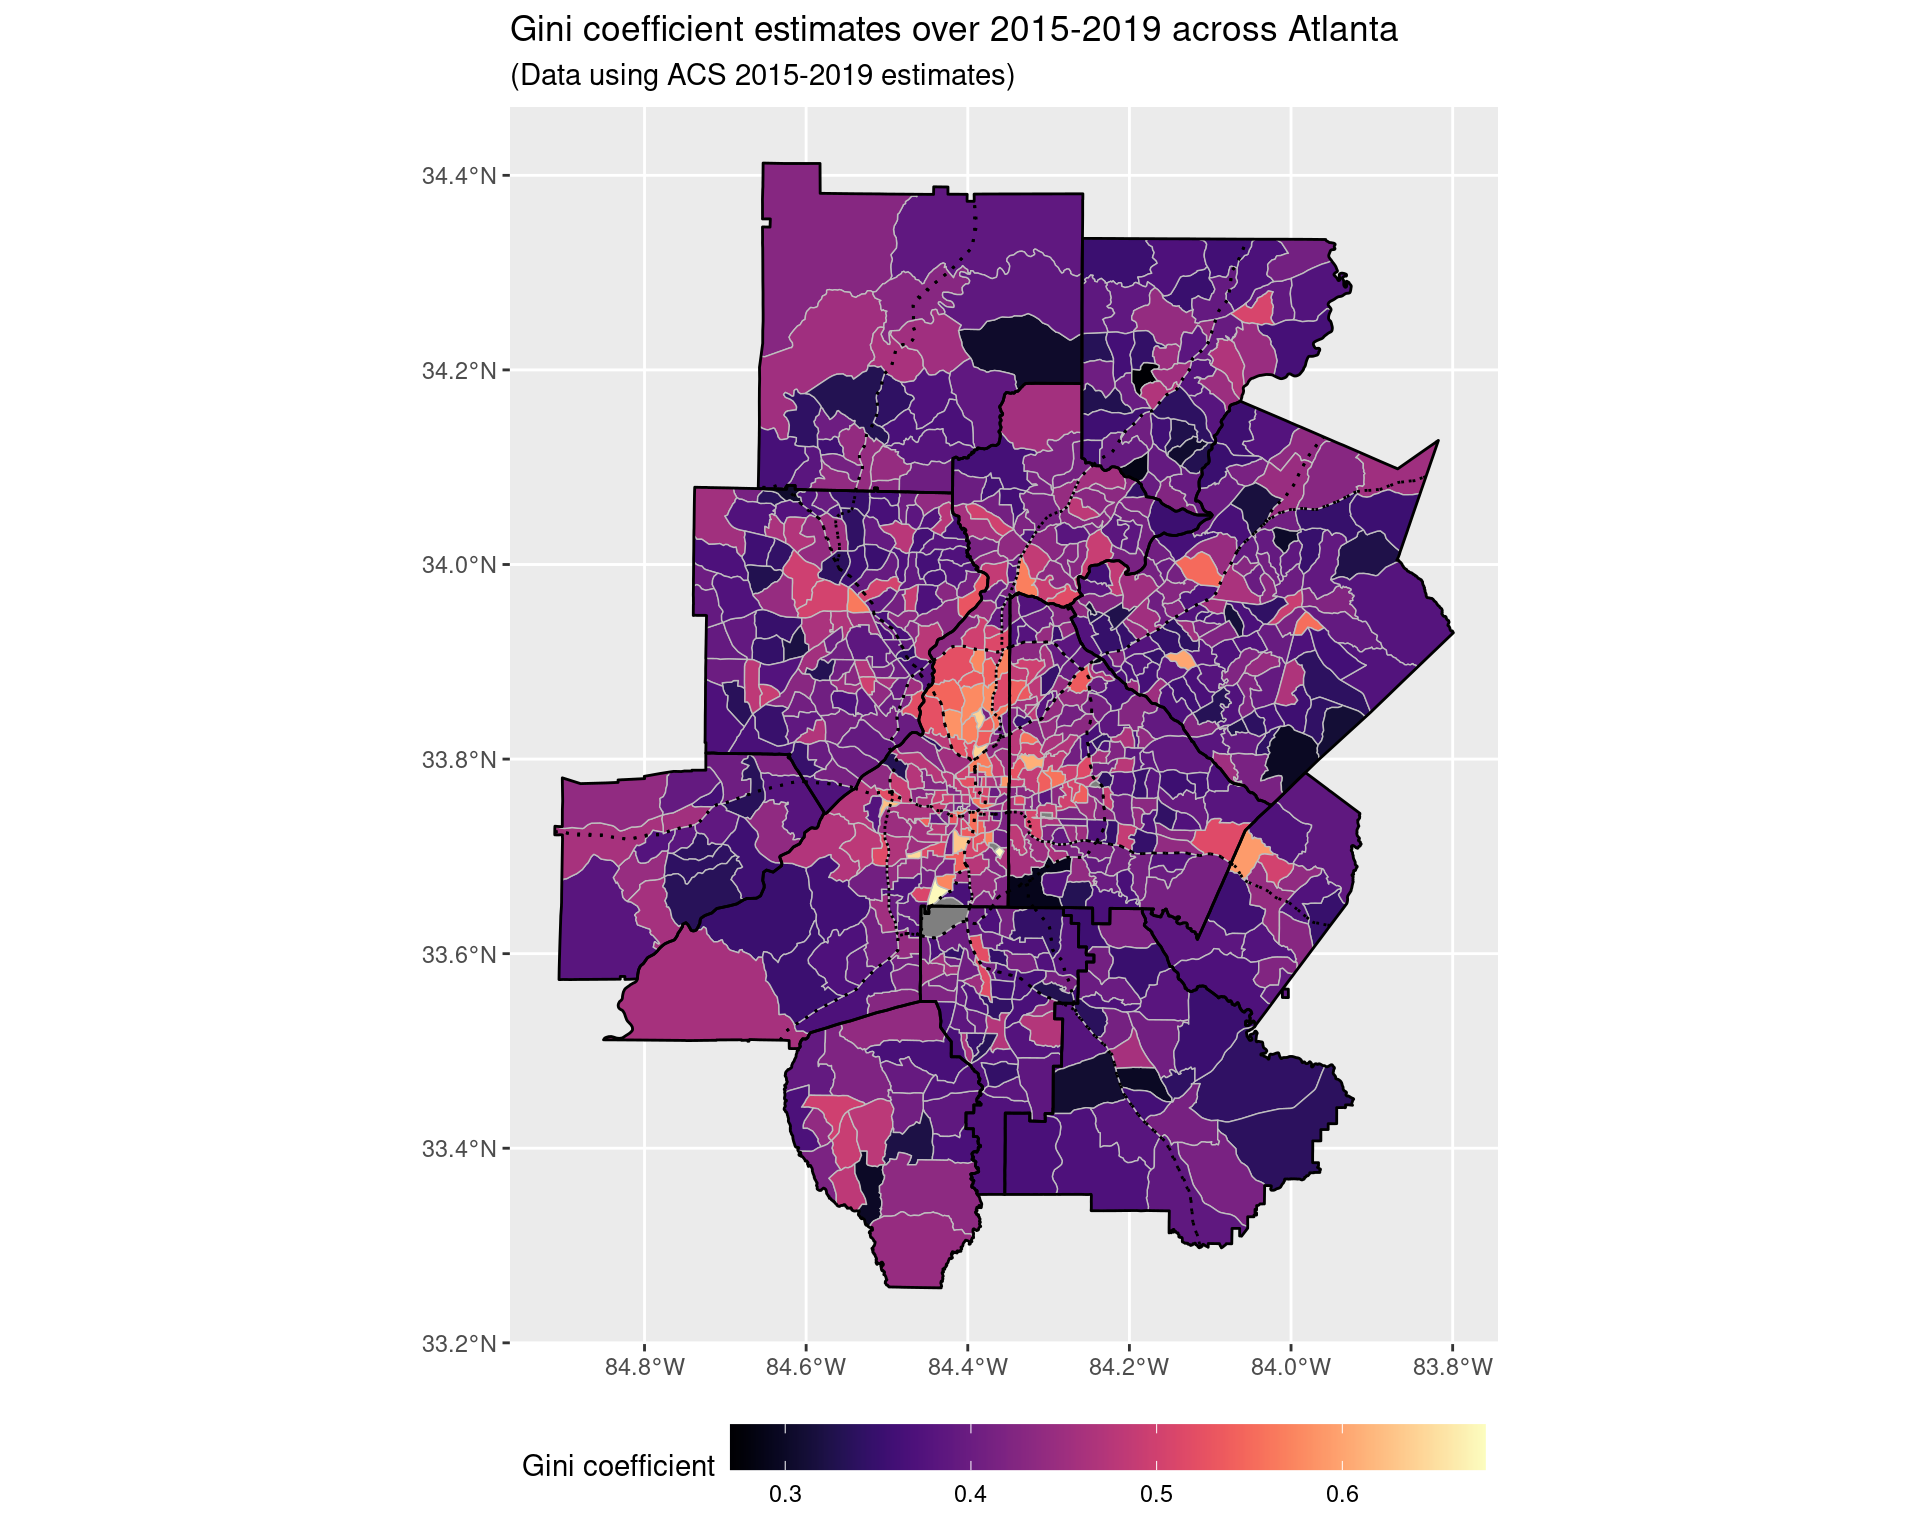 Gini coefficient estimates over 2015-2019 across Atlanta
(Data using ACS 2015-2019 estimates)
34.4°N
34.2°N
34.0°N
33.8°N
33.6°N
33.4°N
33.2°N
84.8°W 84.6°W 84.4°W 84.2°W 84.0°W 83.8°W
Gini coefficient
0.3 0.4 0.5 0.6